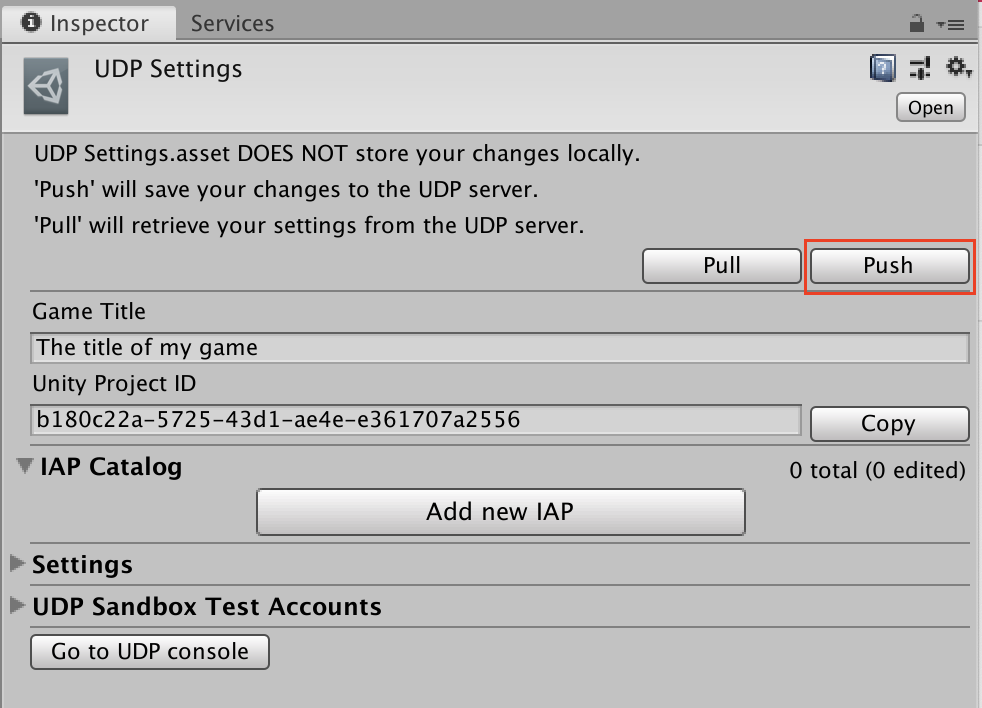 Inspector Services
UDP Settings
Open
UDP Settings.asset DOES NOT store your changes locally.
'Push' will save your changes to the UDP server.
'Pull' will retrieve your settings from the UDP server.
Pull Push
Game Title
The title of my game
Unity Project ID
b180c22a-5725-43d1-ae4e-e361707a2556 Copy
IAP Catalog 0 total (0 edited)
Add new IAP
Settings
UDP Sandbox Test Accounts
Go to UDP console